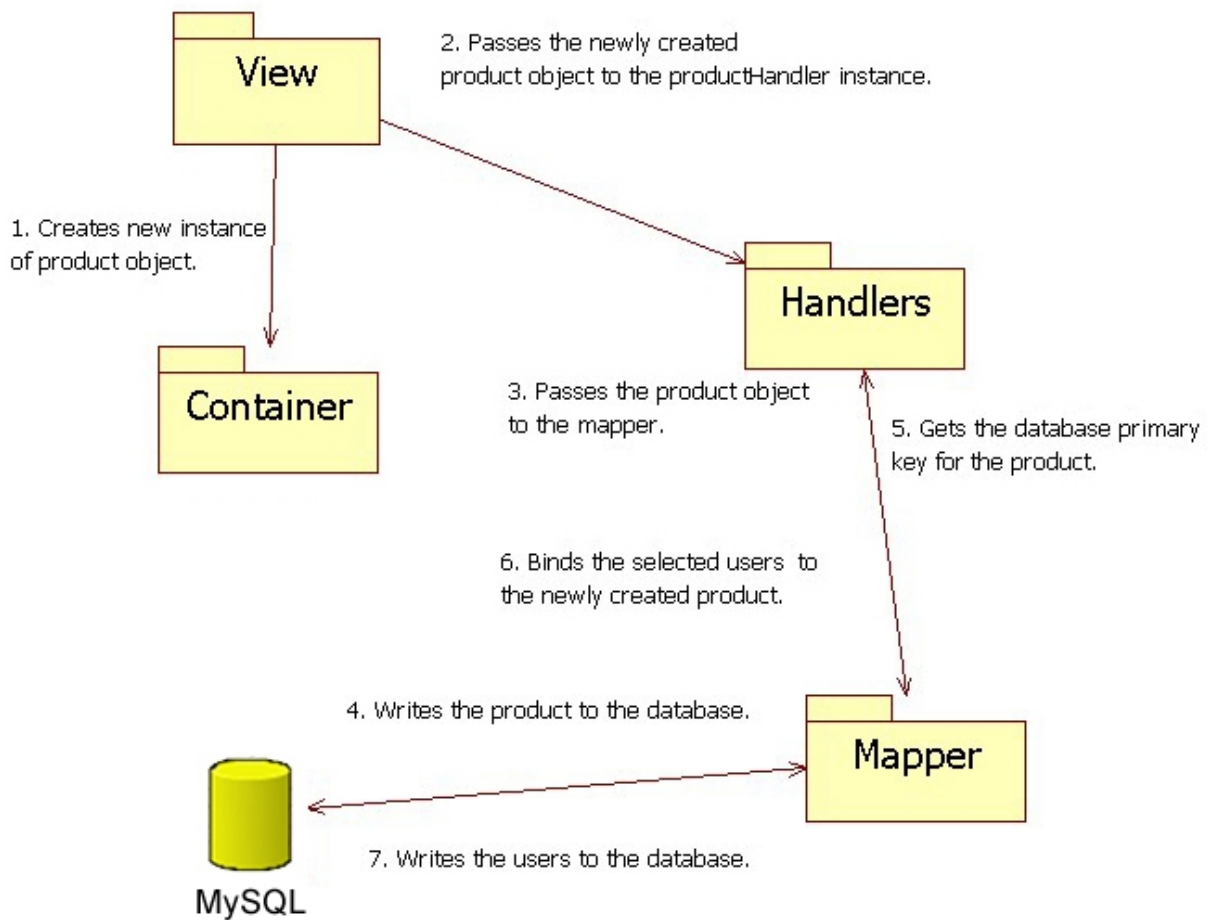 View
2. Passes the newly created
product object to the productHandler instance.
1. Creates new instance
of product object.
Handlers
Container
3. Passes the product object
to the mapper.
5. Gets the database primary
key for the product.
6. Binds the selected users to
the newly created product.
4. Writes the product to the database.
Mapper
7. Writes the users to the database.
MySQL